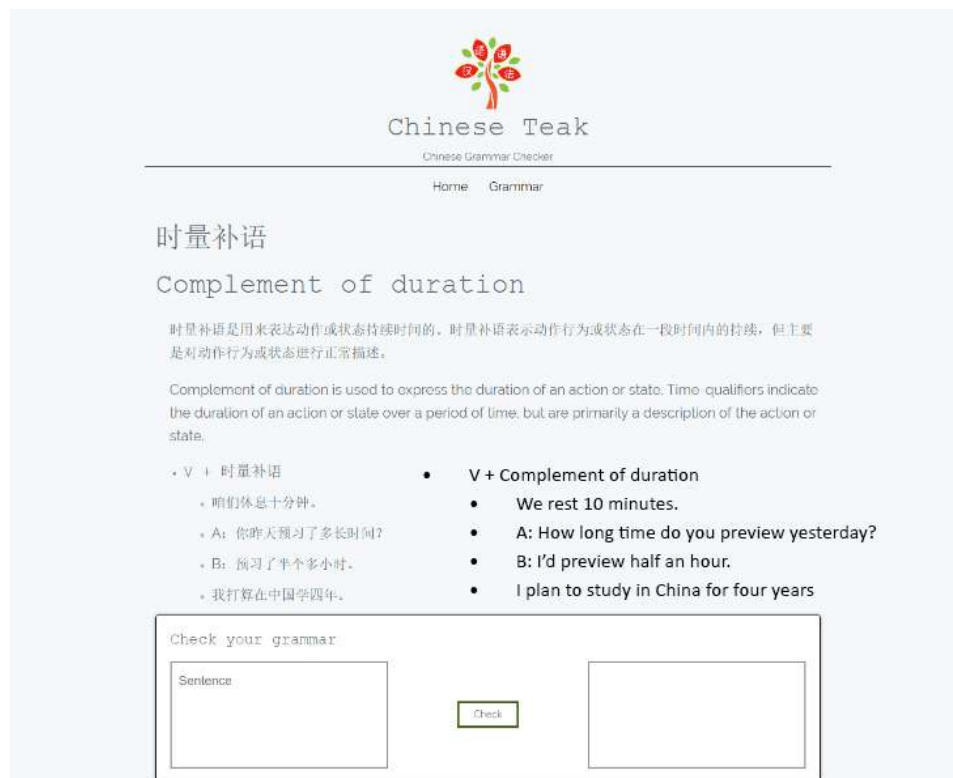 汉 语 语 法
Chinese Teak
Chinese Grammar Checker
Home Grammar
时量补语
Complement of duration
时量补语是用来表达动作或状态持续时间的。时量补语表示动作行为或状态在一段时间内的持续，但主要
是对动作行为或状态进行正常描述。
Complement of duration is used to express the duration of an action or state. Time-qualifiers indicate
the duration of an action or state over a period of time, but are primarily a description of the action or
state.
• V + 时量补语
• 咱们休息十分钟。
• A: 你昨天预习了多长时间?
• B: 预习了半个多小时。
• 我打算在中国学四年。
• V + Complement of duration
• We rest 10 minutes.
• A: How long time do you preview yesterday?
• B: I'd preview half an hour.
• I plan to study in China for four years
Check your grammar
Sentence
Check